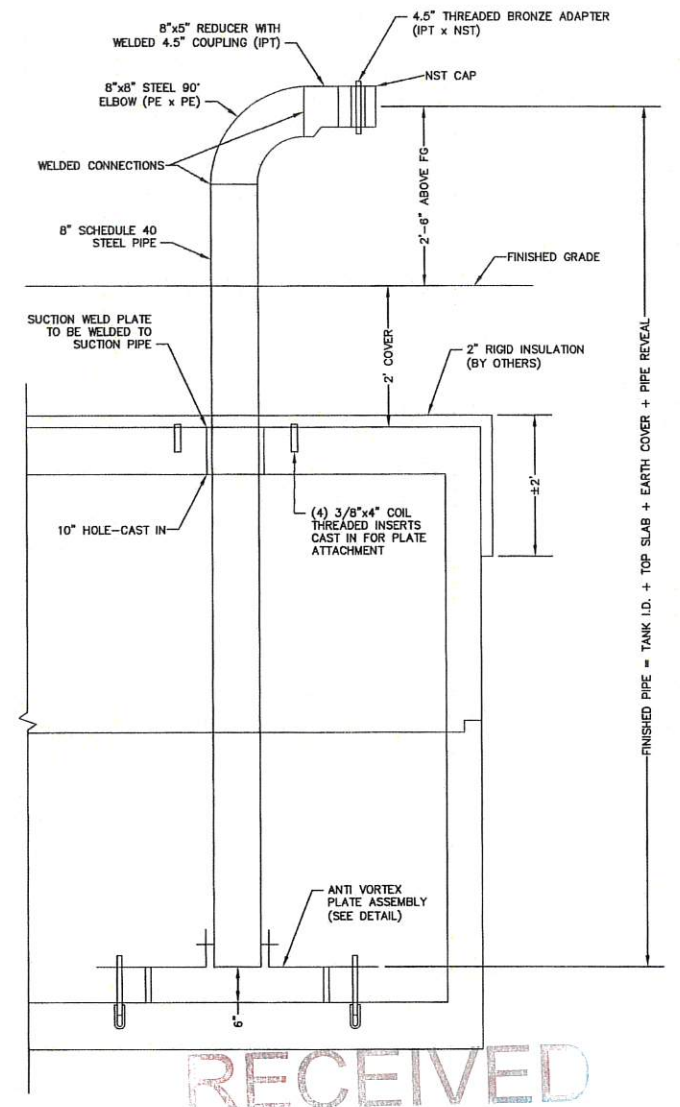 8"x5" REDUCER WITH
WELDED 4.5" COUPLING (IPT)
4.5" THREADED BRONZE ADAPTER
(IPT x NST)
NST CAP
8"x8" STEEL 90°
ELBOW (PE x PE)
WELDED CONNECTIONS
2'-6" ABOVE FG
8" SCHEDULE 40
STEEL PIPE
FINISHED GRADE
SUCTION WELD PLATE
TO BE WELDED TO
SUCTION PIPE
2' COVER
2" RIGID INSULATION
(BY OTHERS)
±2'
10" HOLE-CAST IN
(4) 3/8"x4" COIL
THREADED INSERTS
CAST IN FOR PLATE
ATTACHMENT
FINISHED PIPE = TANK I.D. + TOP SLAB + EARTH COVER + PIPE REVEAL
ANTI VORTEX
PLATE ASSEMBLY
(SEE DETAIL)
6"
RECEIVED